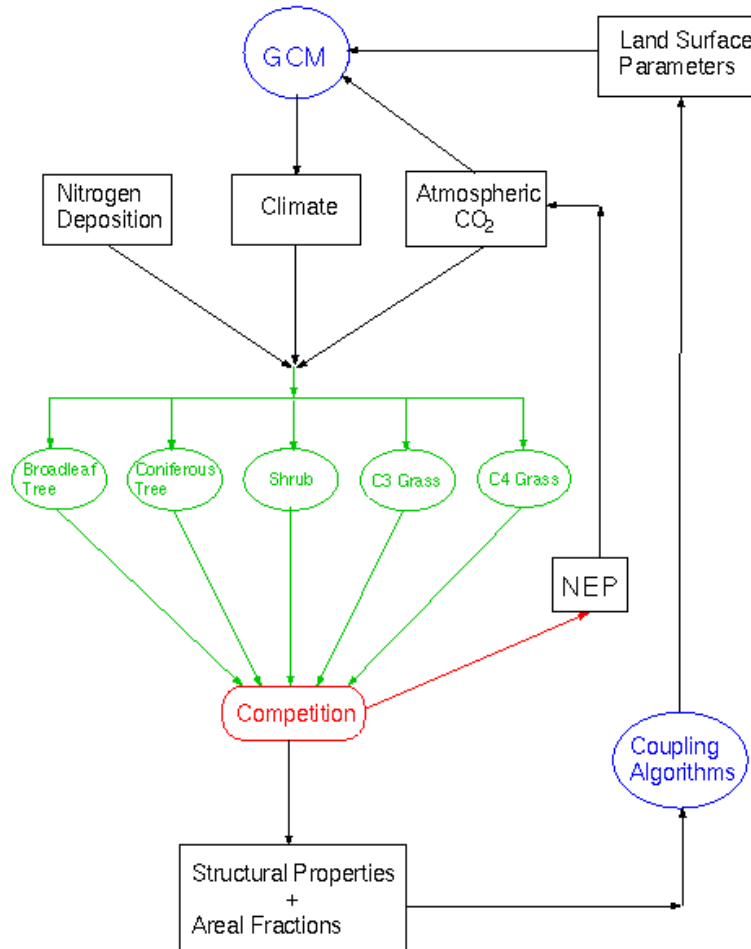 GCM
Land Surface
Parameters
Nitrogen
Deposition
Climate
Atmospheric
CO₂
Broadleaf
Tree
Coniferous
Tree
Shrub
C3 Grass
C4 Grass
NEP
Competition
Coupling
Algorithms
Structural Properties
+
Areal Fractions